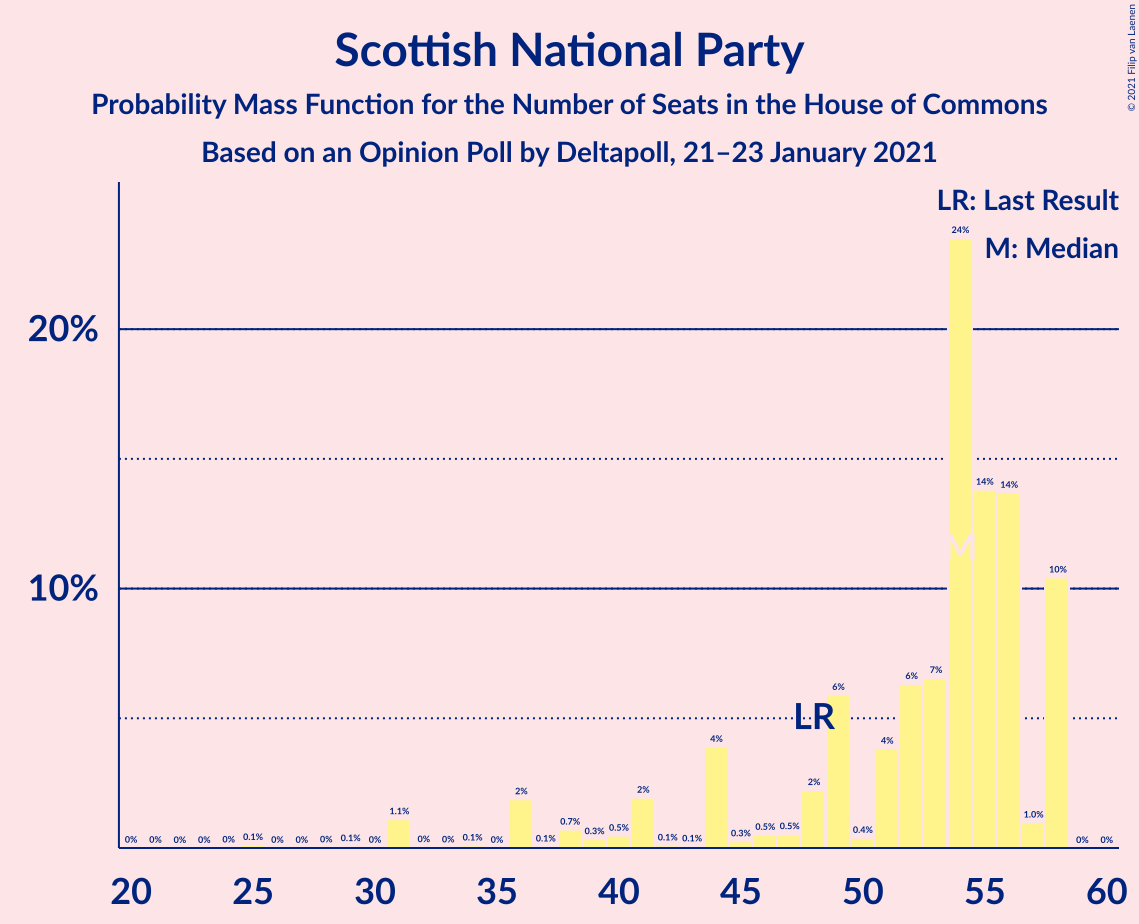 Scottish National Party
Probability Mass Function for the Number of Seats in the House of Commons
Based on an Opinion Poll by Deltapoll, 21–23 January 2021
© 2021 Filip van Laenen
LR: Last Result
M: Median
20%
10%
0% 0% 0% 0% 0% 0.1% 0% 0% 0% 0.1% 0% 1.1% 0% 0% 0.1% 0% 2% 0.1% 0.7% 0.3% 0.5% 2% 0.1% 0.1% 4% 0.3% 0.5% 0.5% 2% 6% 0.4% 4% 6% 7% 24% 14% 14% 1.0% 10% 0% 0%
LR
M
20 25 30 35 40 45 50 55 60